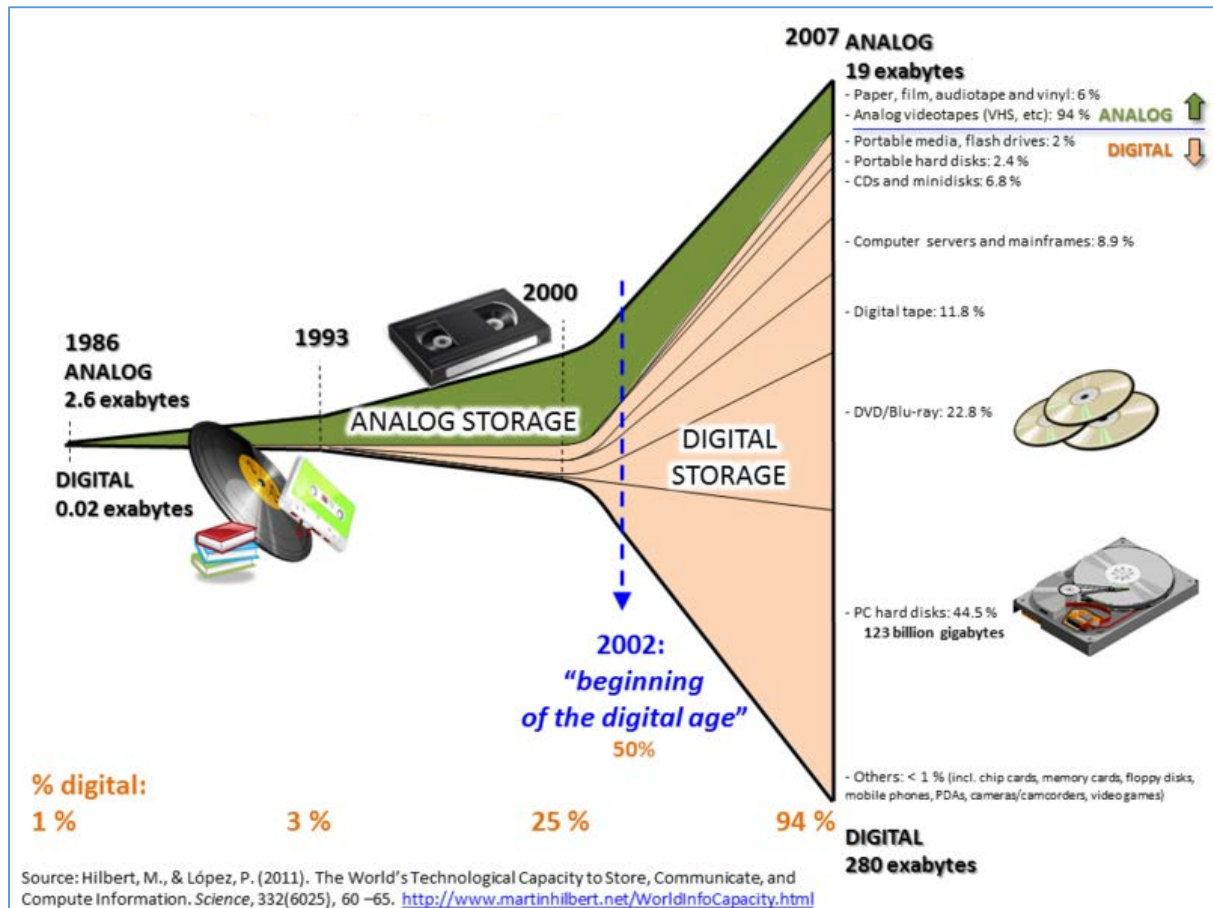 2007 ANALOG
19 exabytes
- Paper, film, audiotape and vinyl: 6 %
- Analog videotapes (VHS, etc): 94 %
ANALOG
- Portable media, flash drives: 2 %
DIGITAL
- Portable hard disks: 2.4 %
- CDs and minidisks: 6.8 %
- Computer servers and mainframes: 8.9 %
- Digital tape: 11.8 %
- DVD/Blu-ray: 22.8 %
- PC hard disks: 44.5 %
123 billion gigabytes
- Others: < 1 % (incl. chip cards, memory cards, floppy disks,
mobile phones, PDAs, cameras/camcorders, video games)
DIGITAL
280 exabytes
2000
1993
1986
ANALOG
2.6 exabytes
ANALOG STORAGE
DIGITAL
STORAGE
DIGITAL
0.02 exabytes
2002:
“beginning
of the digital age”
50%
% digital:
1 %
3 %
25 %
94 %
Source: Hilbert, M., & López, P. (2011). The World’s Technological Capacity to Store, Communicate, and
Compute Information. Science, 332(6025), 60 –65. http://www.martinhilbert.net/WorldInfoCapacity.html